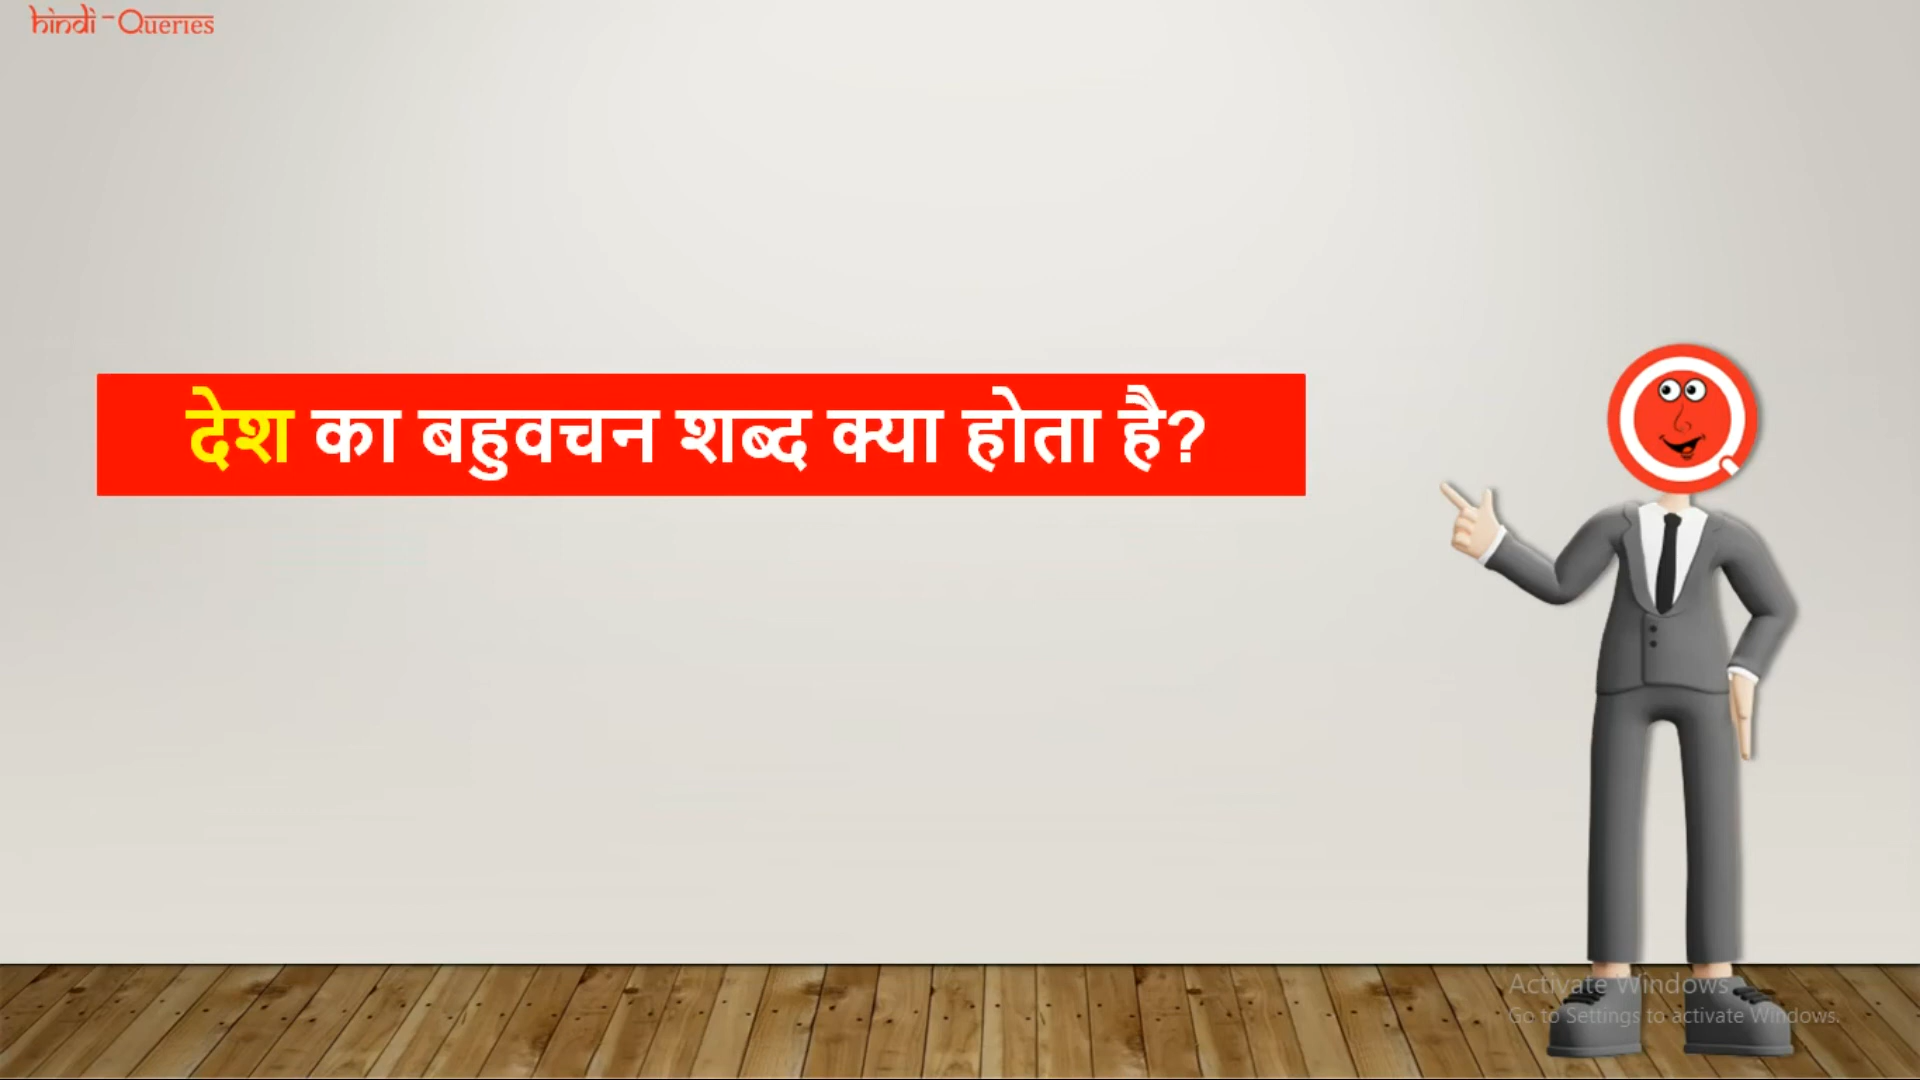 hindi - Queries
देश का बहुवचन शब्द क्या होता है?
Activate Windows
Go to Settings to activate Windows.